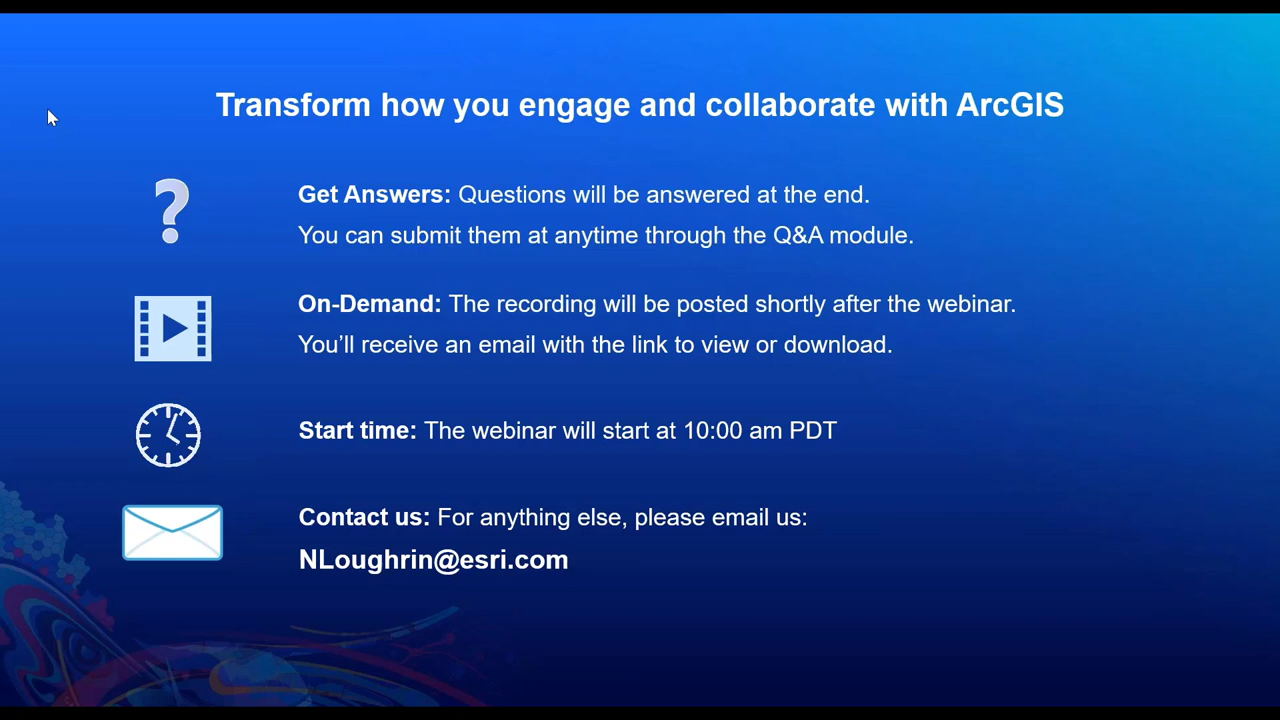 Transform how you engage and collaborate with ArcGIS
Get Answers: Questions will be answered at the end.
You can submit them at anytime through the Q&A module.
On-Demand: The recording will be posted shortly after the webinar.
You’ll receive an email with the link to view or download.
Start time: The webinar will start at 10:00 am PDT
Contact us: For anything else, please email us:
NLoughrin@esri.com